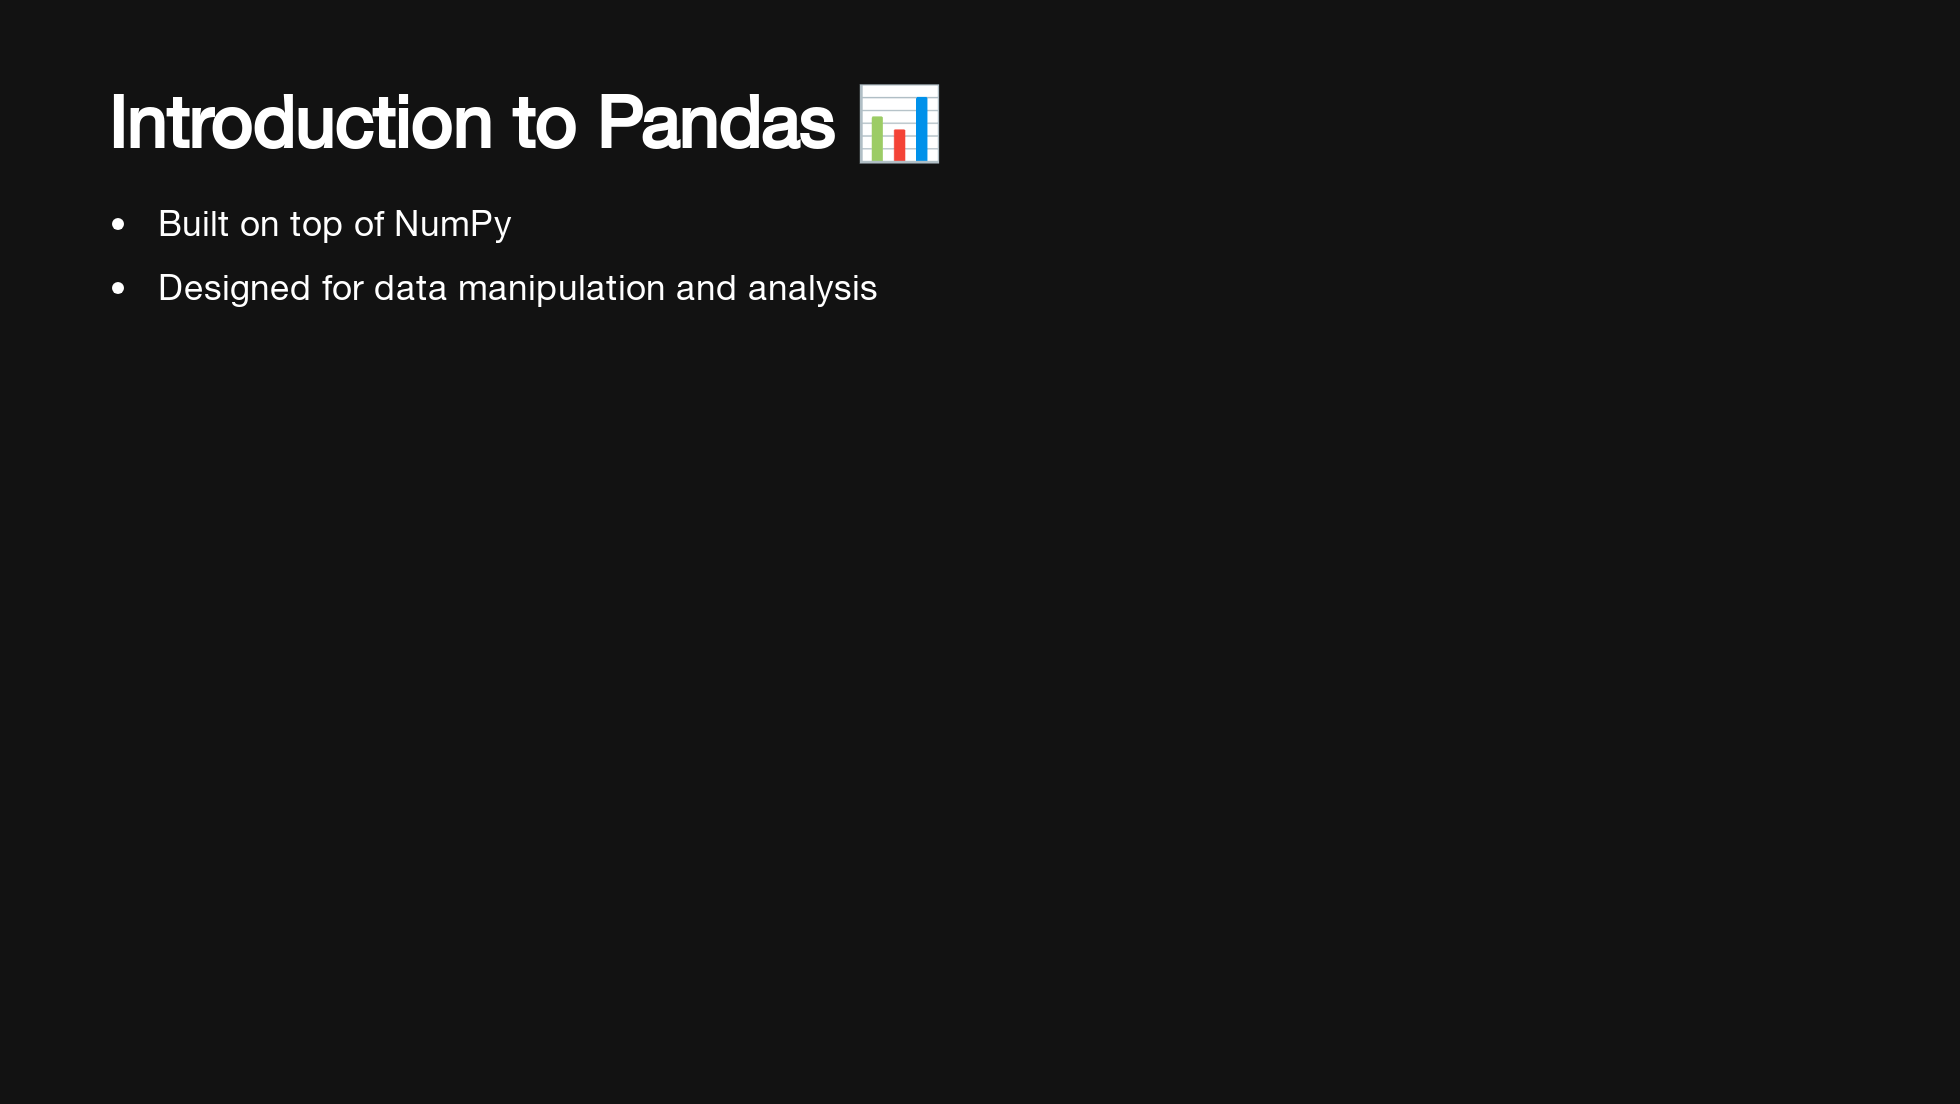 Introduction to Pandas 📊
• Built on top of NumPy
• Designed for data manipulation and analysis